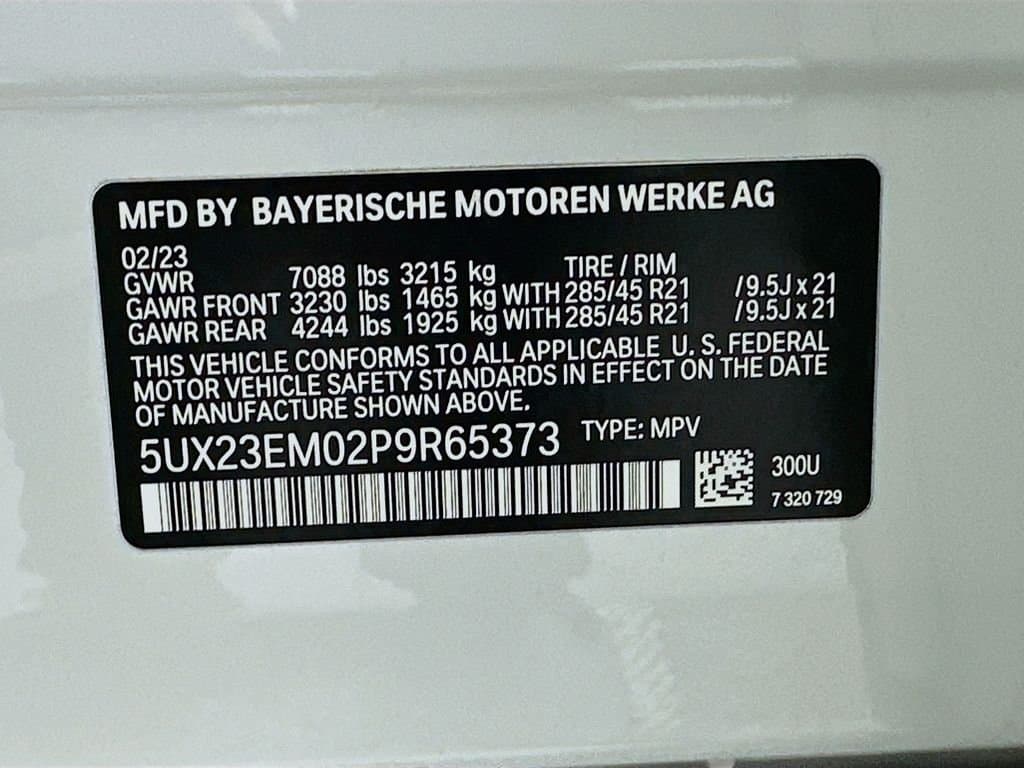 MFD BY BAYERISCHE MOTOREN WERKE AG
02/23
GVWR 7088 lbs 3215 kg TIRE / RIM
GAWR FRONT 3230 lbs 1465 kg WITH 285/45 R21 /9.5J x 21
GAWR REAR 4244 lbs 1925 kg WITH 285/45 R21 /9.5J x 21
THIS VEHICLE CONFORMS TO ALL APPLICABLE U. S. FEDERAL
MOTOR VEHICLE SAFETY STANDARDS IN EFFECT ON THE DATE
OF MANUFACTURE SHOWN ABOVE.
5UX23EM02P9R65373 TYPE: MPV
300U
7 320 729